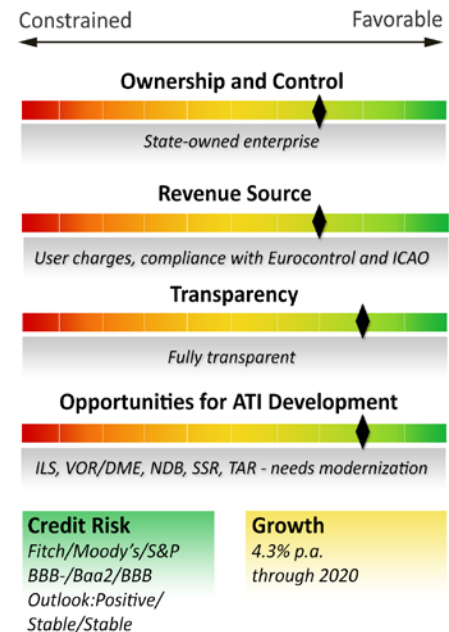 Constrained Favorable
Ownership and Control
State-owned enterprise
Revenue Source
User charges, compliance with Eurocontrol and ICAO
Transparency
Fully transparent
Opportunities for ATI Development
ILS, VOR/DME, NDB, SSR, TAR - needs modernization
Credit Risk
Fitch/Moody's/S&P
BBB-/Baa2/BBB
Outlook:Positive/
Stable/Stable
Growth
4.3% p.a.
through 2020